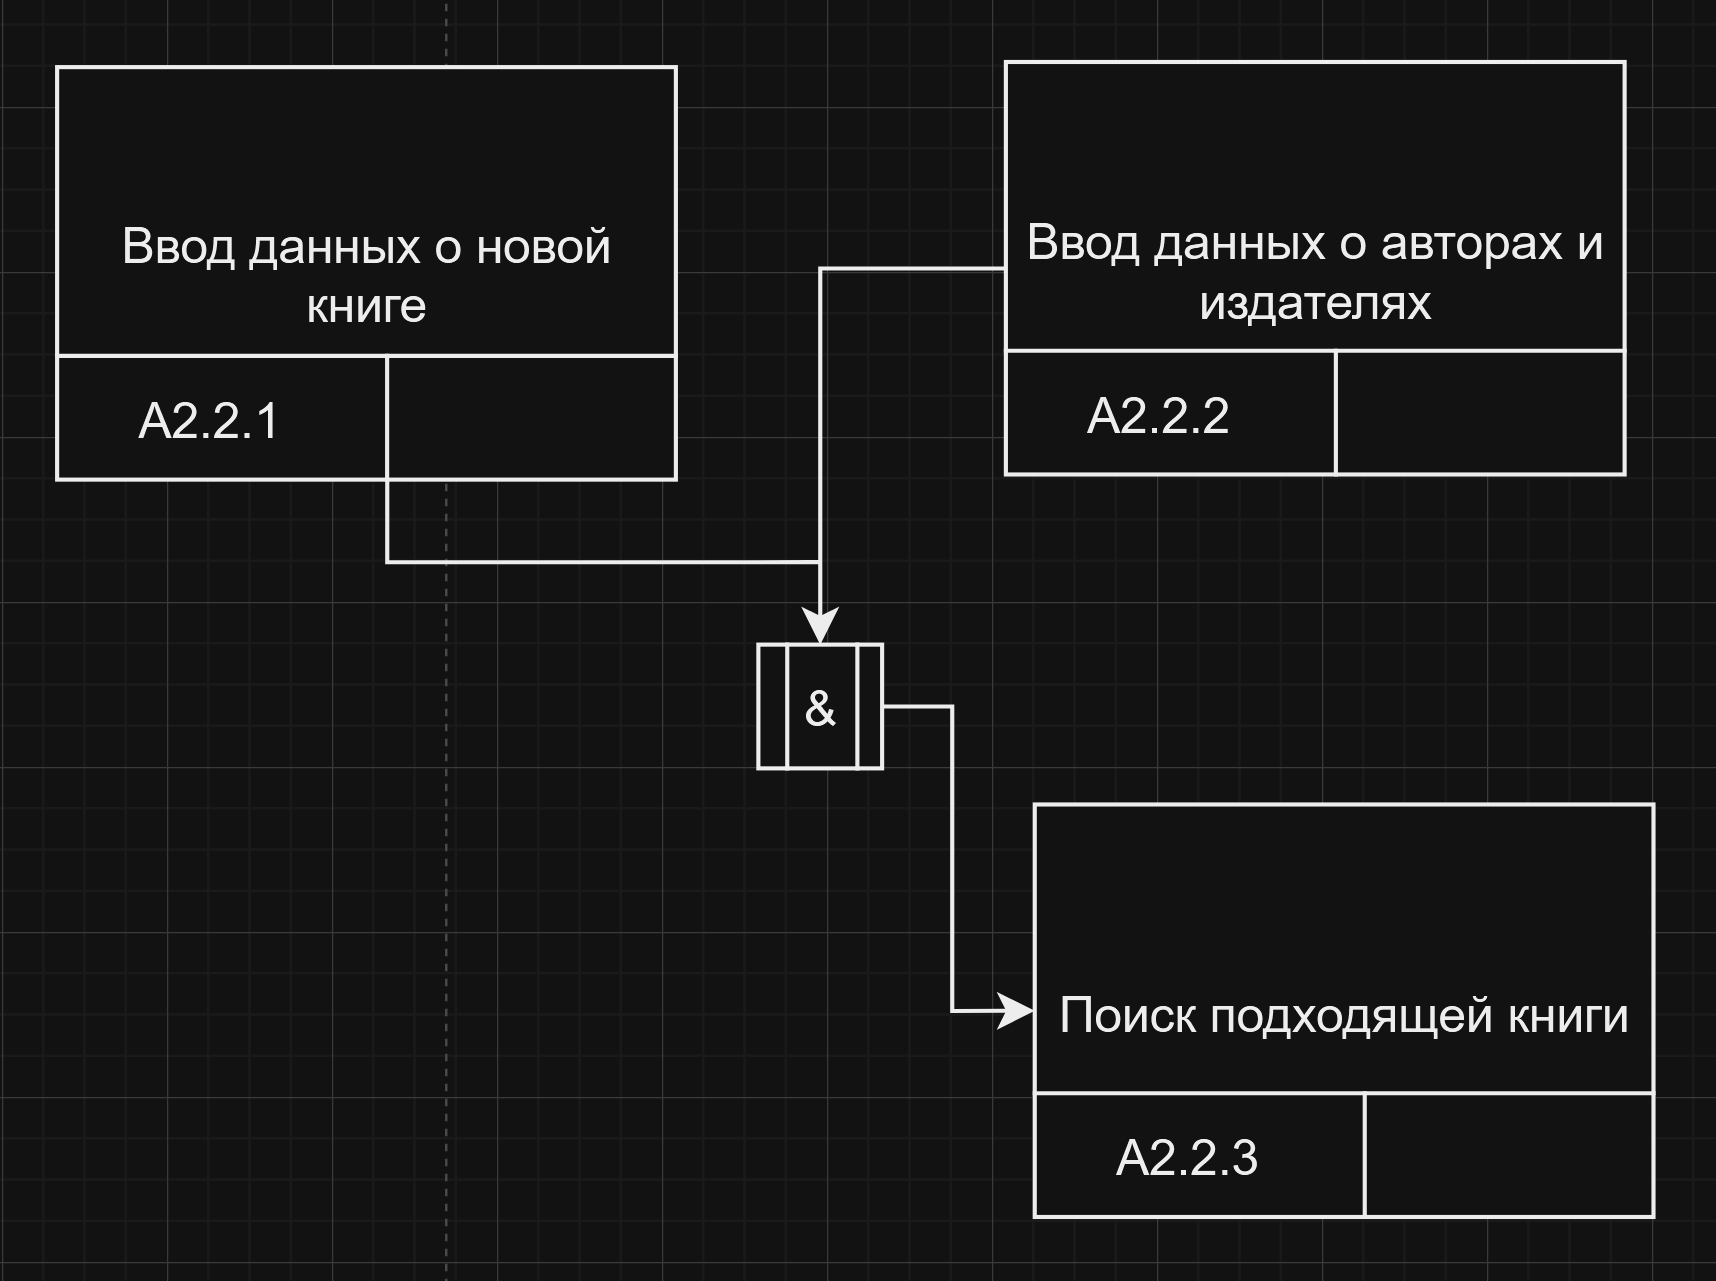 Ввод данных о новой
книге
A2.2.1
Ввод данных о авторах и
издателях
A2.2.2
&
Поиск подходящей книги
A2.2.3